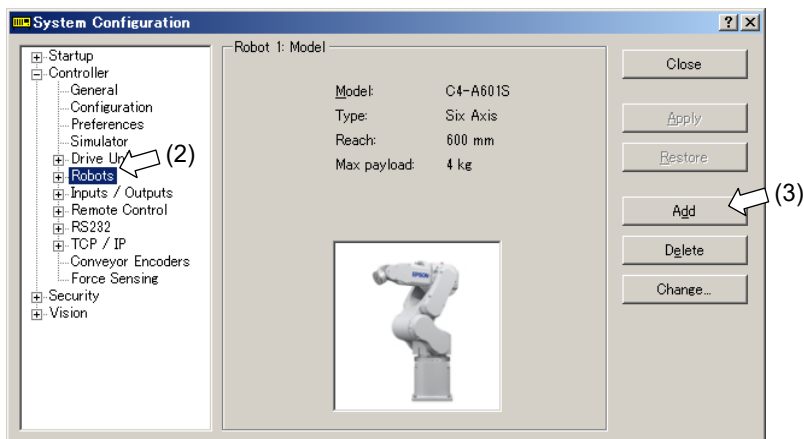 System Configuration
Startup
Controller
General
Configuration
Preferences
Simulator
Drive Un
(2)
Robots
Inputs / Outputs
Remote Control
RS232
TCP / IP
Conveyor Encoders
Force Sensing
Security
Vision
Robot 1: Model
Model: C4-A601S
Type: Six Axis
Reach: 600 mm
Max payload: 4 kg
EPSON
Close
Apply
Restore
(3)
Add
Delete
Change...